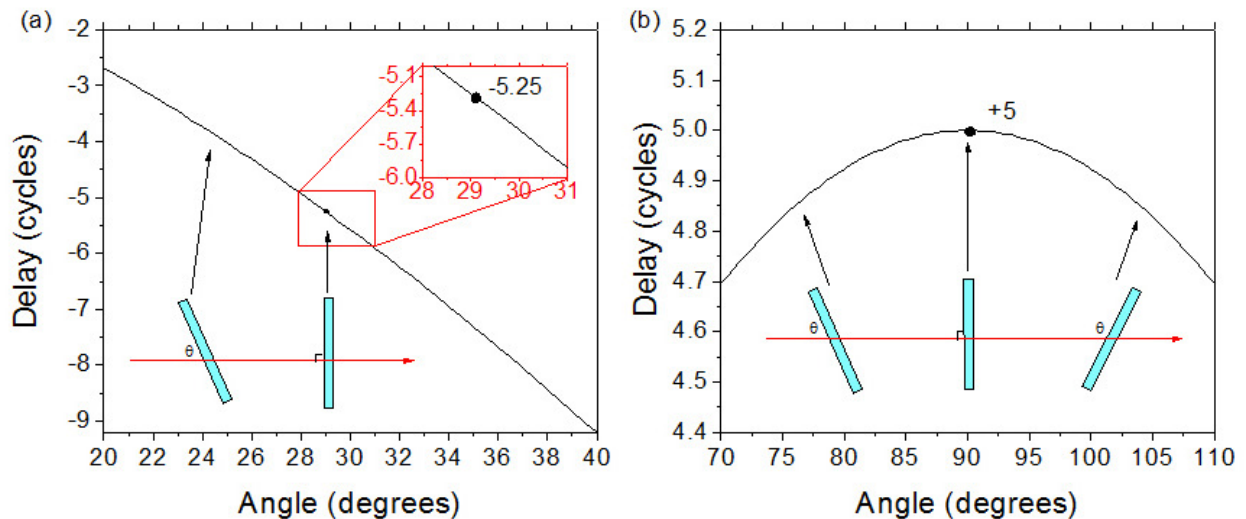 (a)
-2
-3
-4
-5
-6
-7
-8
-9
Delay (cycles)
20 22 24 26 28 30 32 34 36 38 40
Angle (degrees)
-5.1
-5.4
-5.7
-6.0
28 29 30 31
-5.25
θ
(b)
5.2
5.1
5.0
4.9
4.8
4.7
4.6
4.5
4.4
Delay (cycles)
70 75 80 85 90 95 100 105 110
Angle (degrees)
+5
θ
θ